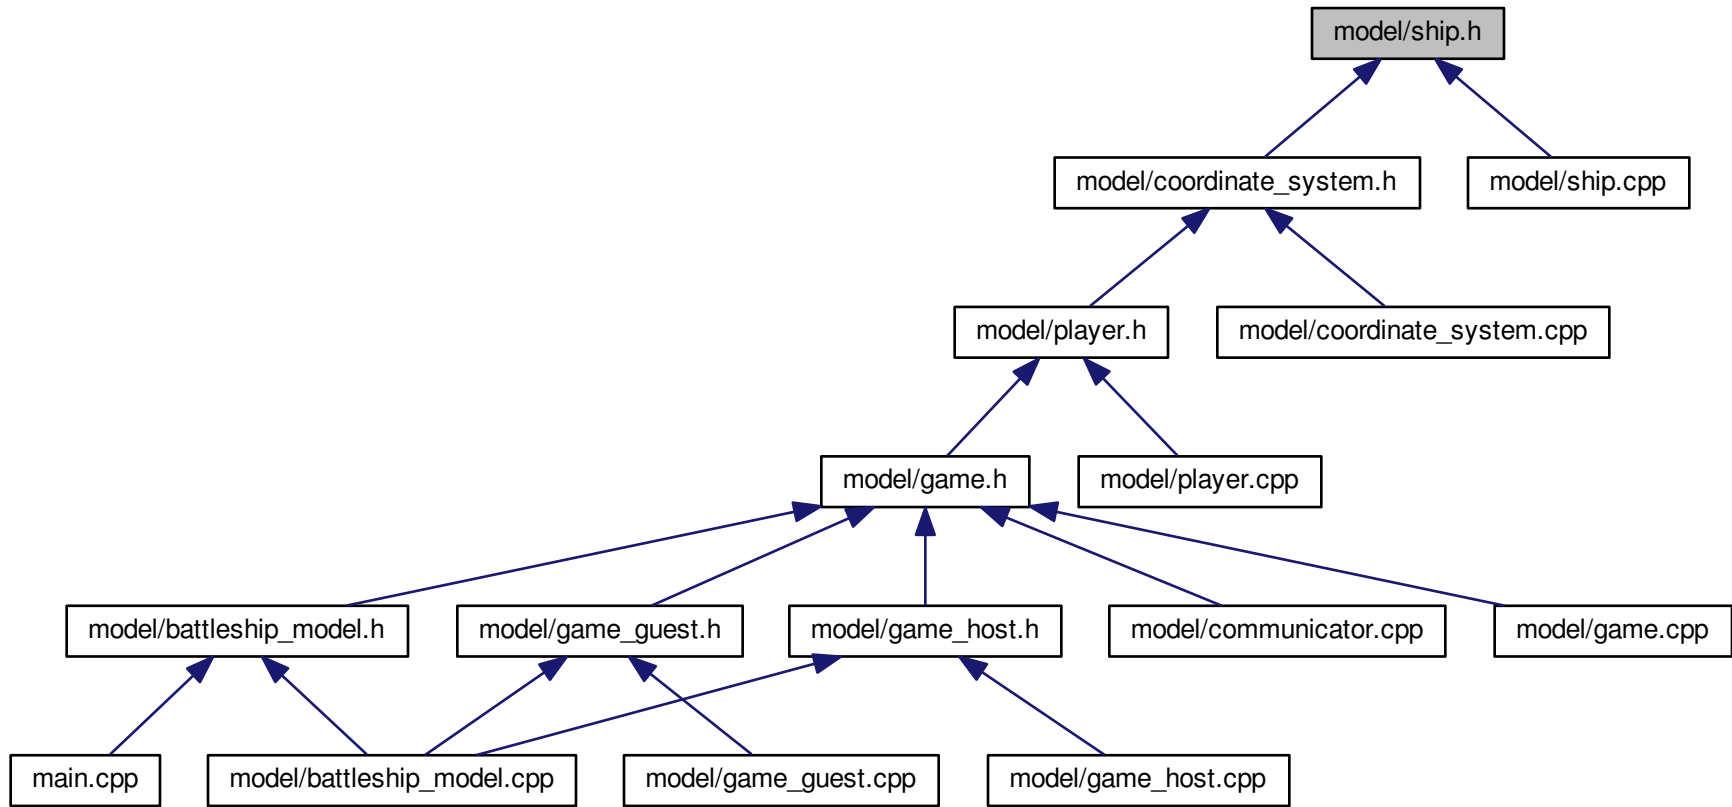 model/ship.h
model/coordinate_system.h
model/ship.cpp
model/player.h
model/coordinate_system.cpp
model/game.h
model/player.cpp
model/battleship_model.h
model/game_guest.h
model/game_host.h
model/communicator.cpp
model/game.cpp
main.cpp
model/battleship_model.cpp
model/game_guest.cpp
model/game_host.cpp